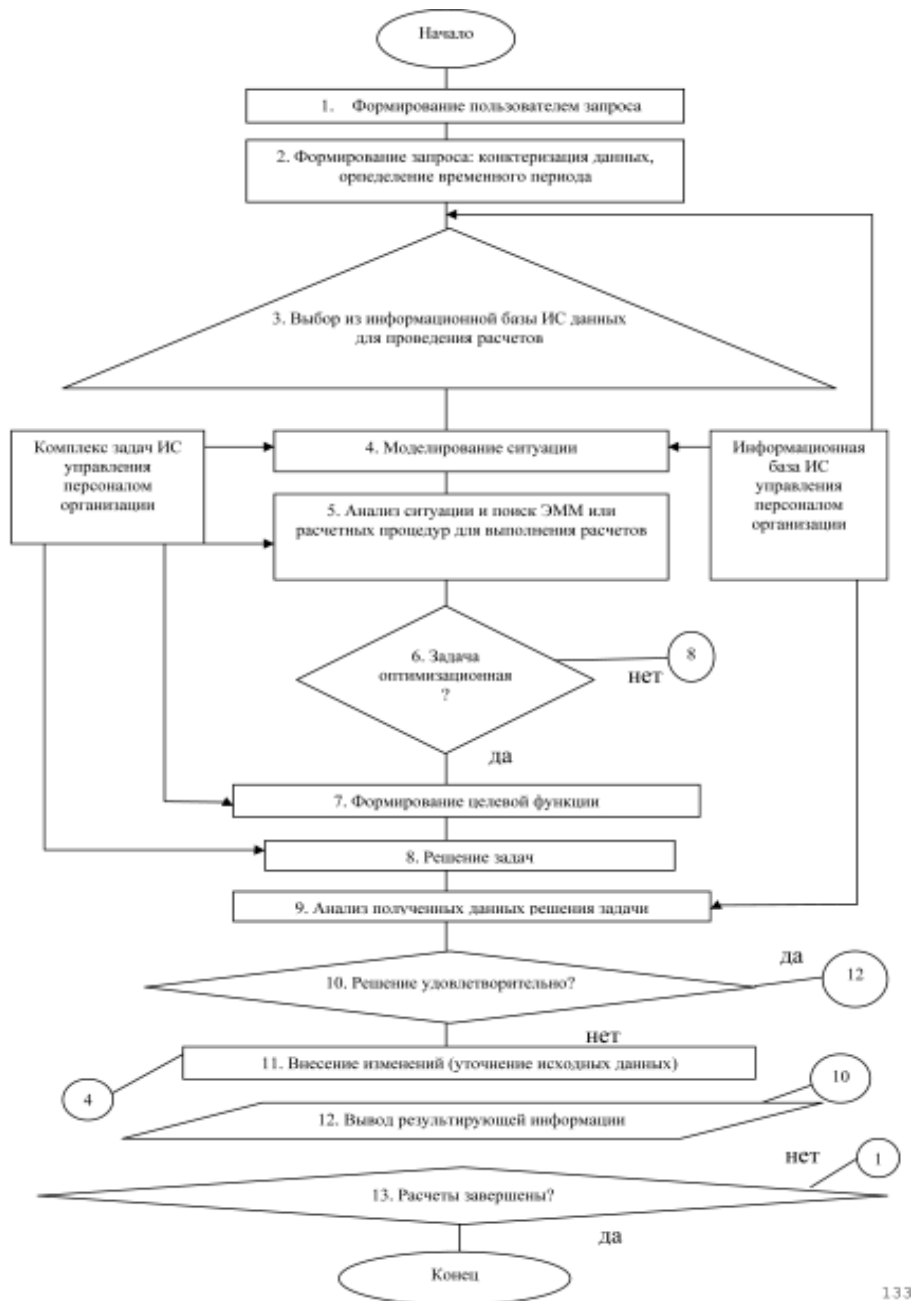 Начало
1. Формирование пользователем запроса
2. Формирование запроса: конктеризация данных,
орпеделение временного периода
3. Выбор из информационной базы ИС данных
для проведения расчетов
Комплекс задач ИС
управления
персоналом
организации
4. Моделирование ситуации
Информационная
база ИС
управления
персоналом
организации
5. Анализ ситуации и поиск ЭММ или
расчетных процедур для выполнения расчетов
6. Задача
оптимизационная
?
8
нет
да
7. Формирование целевой функции
8. Решение задач
9. Анализ полученных данных решения задачи
да
10. Решение удовлетворительно?
12
нет
11. Внесение изменений (уточнение исходных данных)
4
10
12. Вывод результирующей информации
нет
1
13. Расчеты завершены?
да
Конец
133